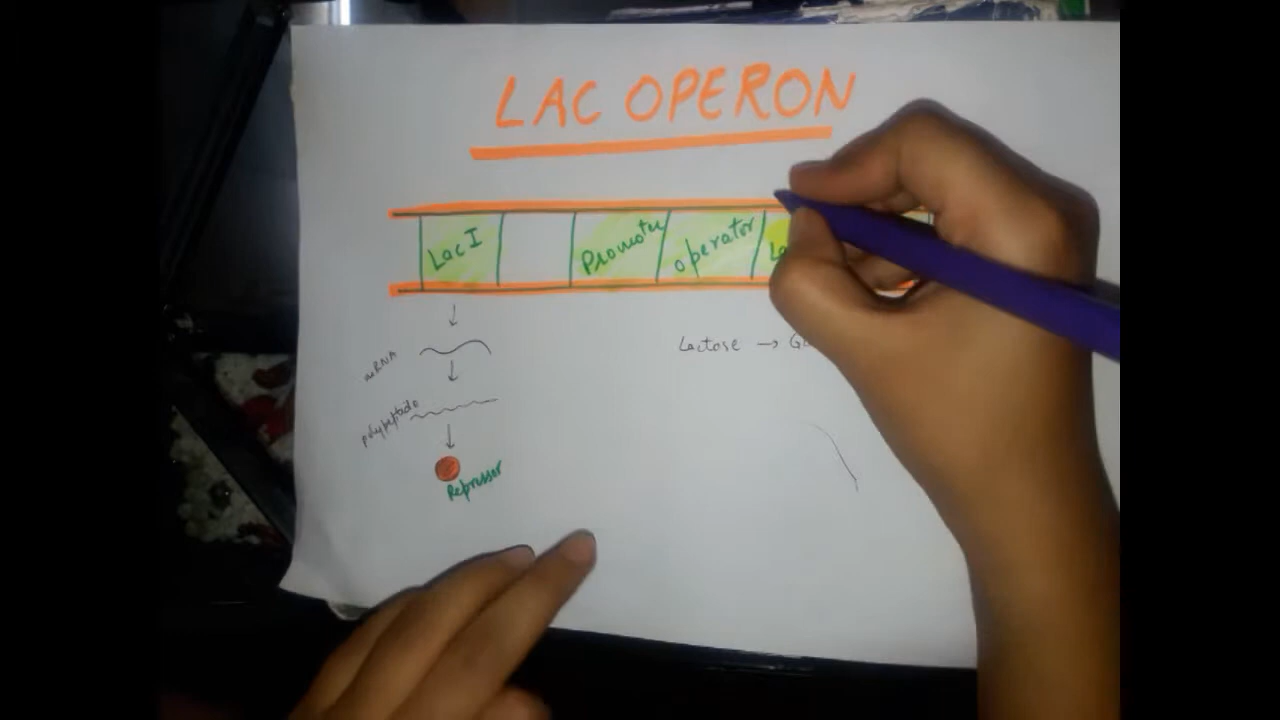 LAC OPERON
Lac I Promoter operator
Lactose →
mRNA
polypeptide
Repressor